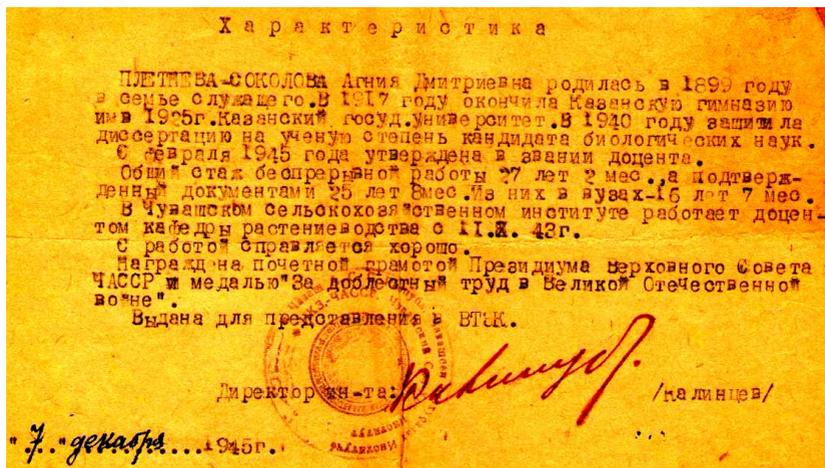 Характеристика
ПЛЕТНЕВА-СОКОЛОВА Агния Дмитриевна родилась в 1899 году
в семье служащего.В 1917 году окончила Казанскую гимназию
им в 1925г.Казанский госуд.университет.В 1940 году защитила
диссертацию на ученую степень кандидата биологических наук.
С февраля 1945 года утверждена в звании доцента.
Общий стаж беспрерывной работы 27 лет 2 мес.,а подтверж-
денный документами 25 лет 8мес.Из них в вузах-16 лет 7 мес.
В Чувашском сельскохозяйственном институте работает доцен-
том кафедры растениеводства с II.X. 43г.
С работой справляется хорошо.
Награждена почетной грамотой Президиума Верховного Совета
ЧАССР и медалью"За доблестный труд в Великой Отечественной
войне".
Выдана для представления в ВТЭК.
Директор ин-та: /Калинцев/
"7" декабря 1945г.